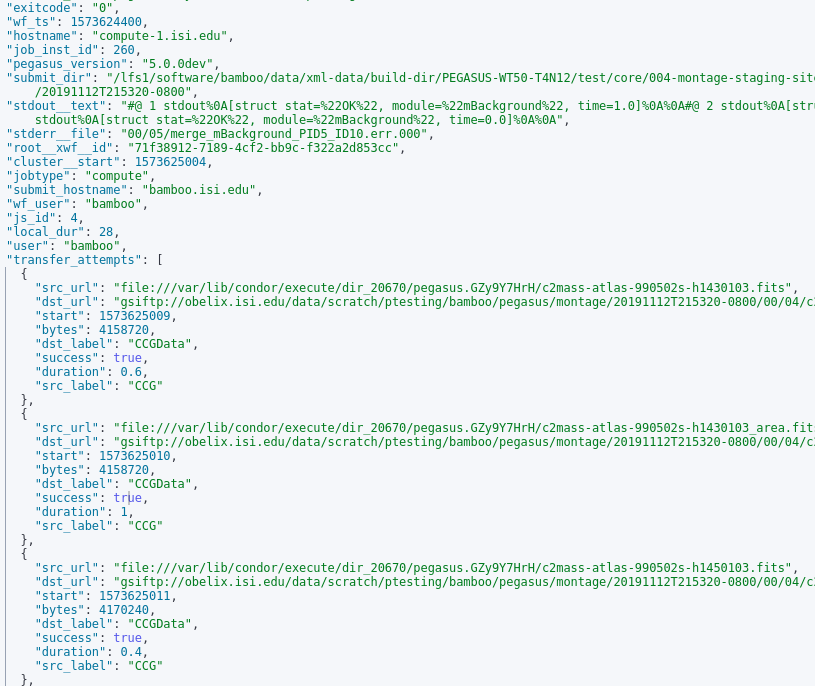 "exitcode": "0",
"wf_ts": 1573624400,
"hostname": "compute-1.isi.edu",
"job_inst_id": 260,
"pegasus_version": "5.0.0dev",
"submit_dir": "/lfs1/software/bamboo/data/xml-data/build-dir/PEGASUS-WT50-T4N12/test/core/004-montage-staging-site
/20191112T215320-0800",
"stdout__text": "#@ 1 stdout%0A[struct stat=%22OK%22, module=%22mBackground%22, time=1.0]%0A%0A#@ 2 stdout%0A[stru
stdout%0A[struct stat=%22OK%22, module=%22mBackground%22, time=0.0]%0A%0A",
"stderr__file": "00/05/merge_mBackground_PID5_ID10.err.000",
"root__xwf__id": "71f38912-7189-4cf2-bb9c-f322a2d853cc",
"cluster__start": 1573625004,
"jobtype": "compute",
"submit_hostname": "bamboo.isi.edu",
"wf_user": "bamboo",
"js_id": 4,
"local_dur": 28,
"user": "bamboo",
"transfer_attempts": [
{
"src_url": "file:///var/lib/condor/execute/dir_20670/pegasus.GZy9Y7HrH/c2mass-atlas-990502s-h1430103.fits",
"dst_url": "gsiftp://obelix.isi.edu/data/scratch/ptesting/bamboo/pegasus/montage/20191112T215320-0800/00/04/c2
"start": 1573625009,
"bytes": 4158720,
"dst_label": "CCGData",
"success": true,
"duration": 0.6,
"src_label": "CCG"
},
{
"src_url": "file:///var/lib/condor/execute/dir_20670/pegasus.GZy9Y7HrH/c2mass-atlas-990502s-h1430103_area.fits
"dst_url": "gsiftp://obelix.isi.edu/data/scratch/ptesting/bamboo/pegasus/montage/20191112T215320-0800/00/04/c2
"start": 1573625010,
"bytes": 4158720,
"dst_label": "CCGData",
"success": true,
"duration": 1,
"src_label": "CCG"
},
{
"src_url": "file:///var/lib/condor/execute/dir_20670/pegasus.GZy9Y7HrH/c2mass-atlas-990502s-h1450103.fits",
"dst_url": "gsiftp://obelix.isi.edu/data/scratch/ptesting/bamboo/pegasus/montage/20191112T215320-0800/00/04/c2
"start": 1573625011,
"bytes": 4170240,
"dst_label": "CCGData",
"success": true,
"duration": 0.4,
"src_label": "CCG"
},